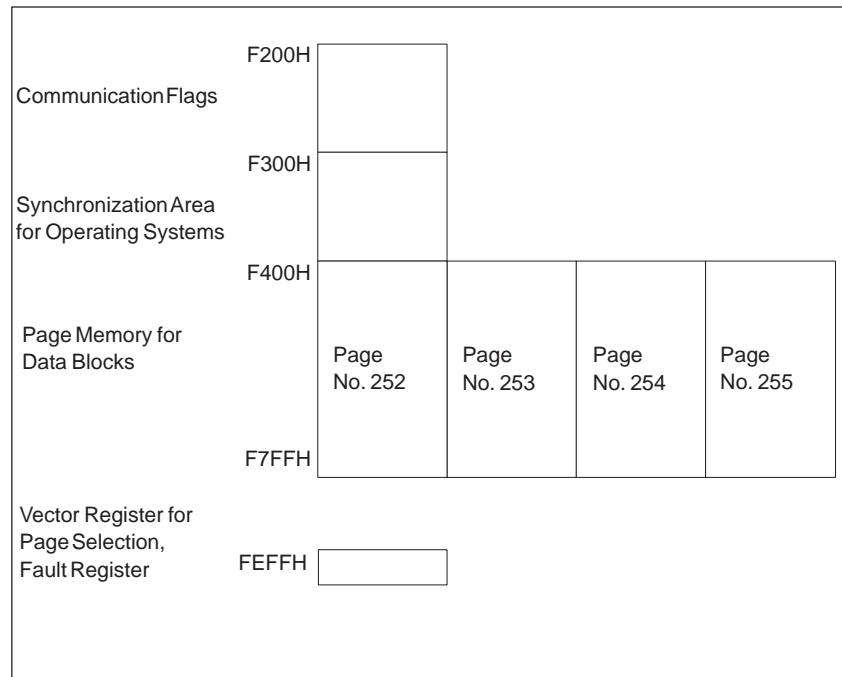 F200H
Communication Flags
F300H
Synchronization Area
for Operating Systems
F400H
Page Memory for
Data Blocks
Page
No. 252
Page
No. 253
Page
No. 254
Page
No. 255
F7FFH
Vector Register for
Page Selection,
Fault Register
FEFFH